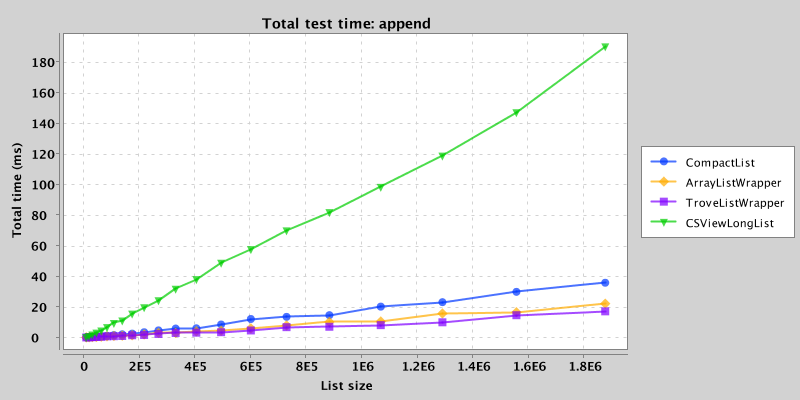 Total test time: append
Total time (ms)
180
160
140
120
100
80
60
40
20
0
0 2E5 4E5 6E5 8E5 1E6 1.2E6 1.4E6 1.6E6 1.8E6
List size
CompactList
ArrayListWrapper
TroveListWrapper
CSViewLongList